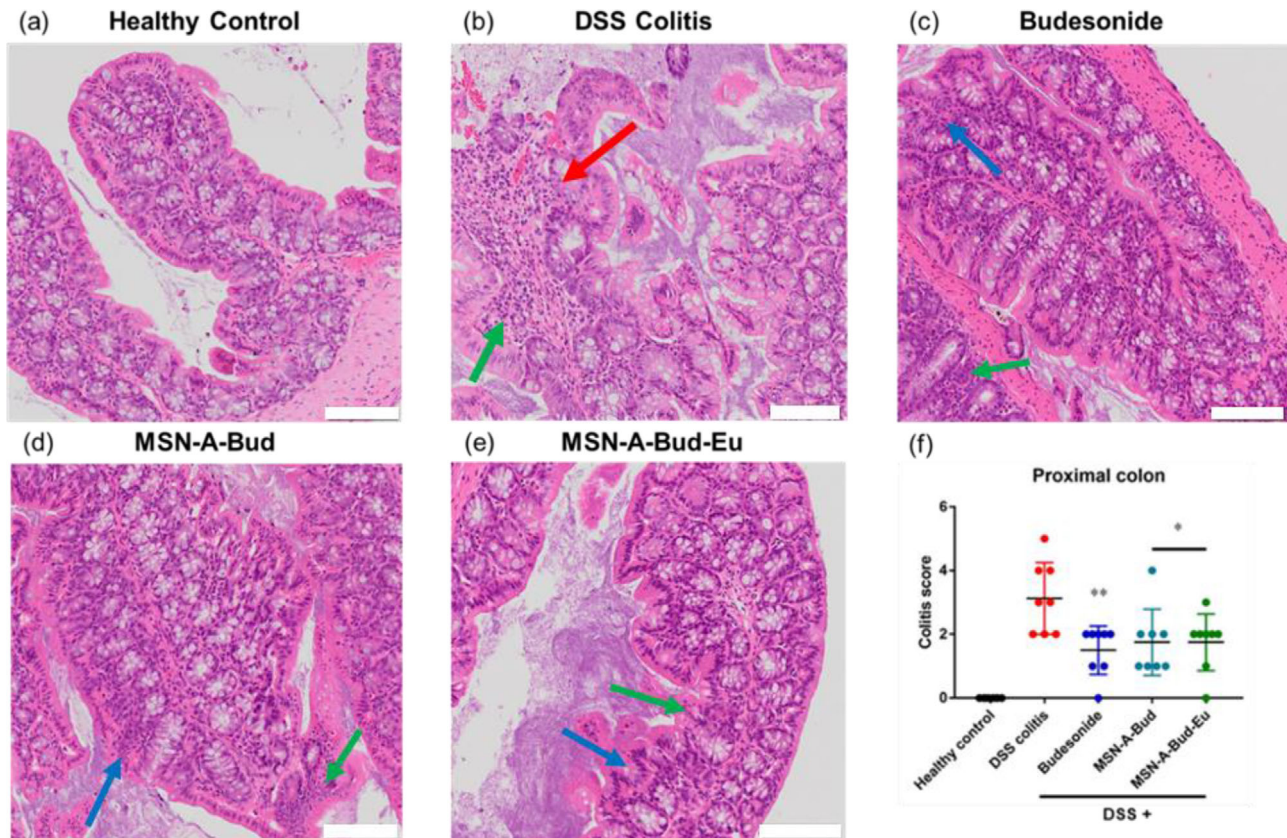 (a) Healthy Control
(b) DSS Colitis
(c) Budesonide
(d) MSN-A-Bud
(e) MSN-A-Bud-Eu
(f)
Proximal colon
*
**
Colitis score
6
4
2
0
Healthy control
DSS colitis
Budesonide
MSN-A-Bud
MSN-A-Bud-Eu
DSS +